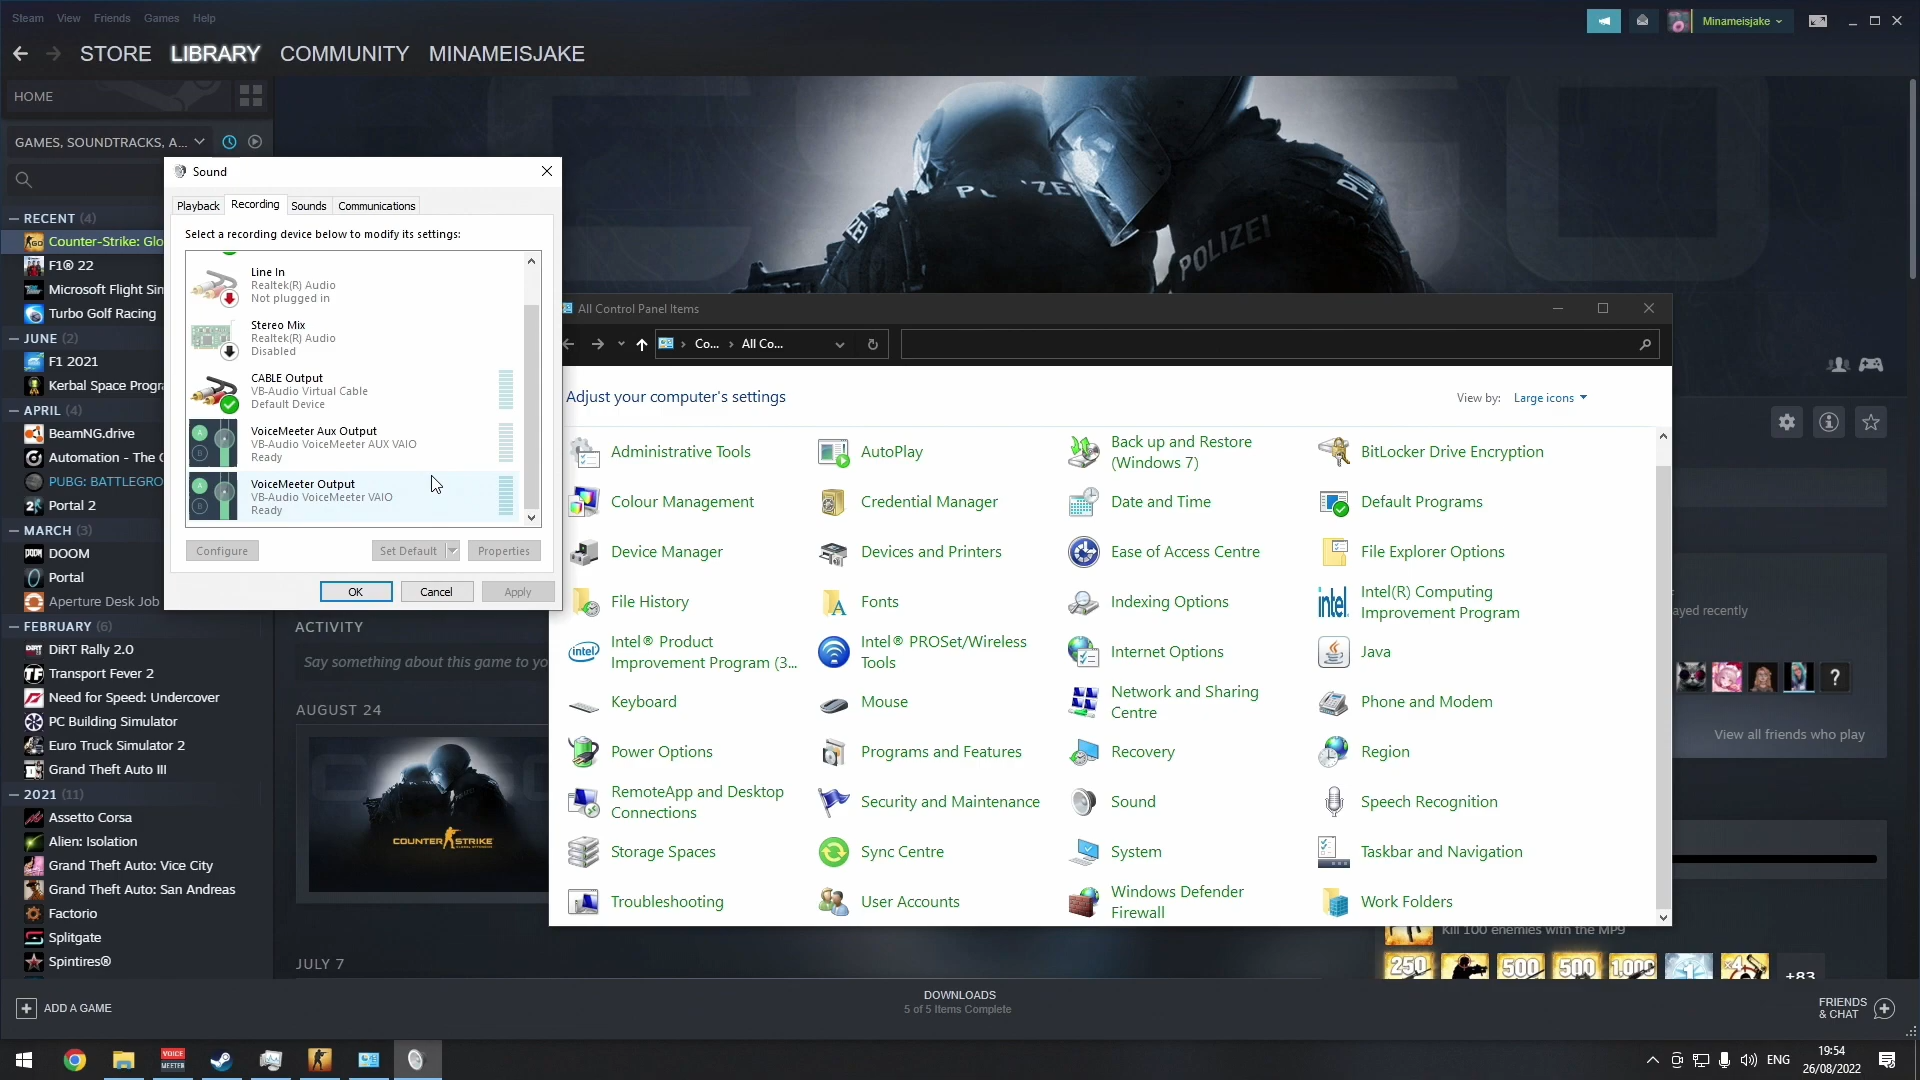 Steam View Friends Games Help
Minameisjake
STORE LIBRARY COMMUNITY MINAMEISJAKE
HOME
GAMES, SOUNDTRACKS, A...
RECENT (4)
Counter-Strike: Glo
F1® 22
Microsoft Flight Sin
Turbo Golf Racing
JUNE (2)
F1 2021
Kerbal Space Progra
APRIL (4)
BeamNG.drive
Automation - The C
PUBG: BATTLEGRO
Portal 2
MARCH (3)
DOOM
Portal
Aperture Desk Job
FEBRUARY (6)
DiRT Rally 2.0
Transport Fever 2
Need for Speed: Undercover
PC Building Simulator
Euro Truck Simulator 2
Grand Theft Auto III
2021 (11)
Assetto Corsa
Alien: Isolation
Grand Theft Auto: Vice City
Grand Theft Auto: San Andreas
Factorio
Splitgate
Spintires®
ADD A GAME
Sound
Playback Recording Sounds Communications
Select a recording device below to modify its settings:
Line In
Realtek(R) Audio
Not plugged in
Stereo Mix
Realtek(R) Audio
Disabled
CABLE Output
VB-Audio Virtual Cable
Default Device
VoiceMeeter Aux Output
VB-Audio VoiceMeeter AUX VAIO
Ready
VoiceMeeter Output
VB-Audio VoiceMeeter VAIO
Ready
Configure Set Default Properties
OK Cancel Apply
POLIZEI
All Control Panel Items
Co... All Co...
Adjust your computer's settings
View by: Large icons
Administrative Tools
AutoPlay
Back up and Restore
(Windows 7)
BitLocker Drive Encryption
Colour Management
Credential Manager
Date and Time
Default Programs
Device Manager
Devices and Printers
Ease of Access Centre
File Explorer Options
File History
Fonts
Indexing Options
Intel(R) Computing
Improvement Program
Intel® Product
Improvement Program (3...
Intel® PROSet/Wireless
Tools
Internet Options
Java
Keyboard
Mouse
Network and Sharing
Centre
Phone and Modem
Power Options
Programs and Features
Recovery
Region
RemoteApp and Desktop
Connections
Security and Maintenance
Sound
Speech Recognition
Storage Spaces
Sync Centre
System
Taskbar and Navigation
Troubleshooting
User Accounts
Windows Defender
Firewall
Work Folders
ayed recently
View all friends who play
ACTIVITY
Say something about this game to yo
AUGUST 24
COUNTER STRIKE
JULY 7
Kill 100 enemies with the MP9
250 500 500 1,000
+83
DOWNLOADS
5 of 5 Items Complete
FRIENDS
& CHAT
VOICE
MEETER
ENG
19:54
26/08/2022